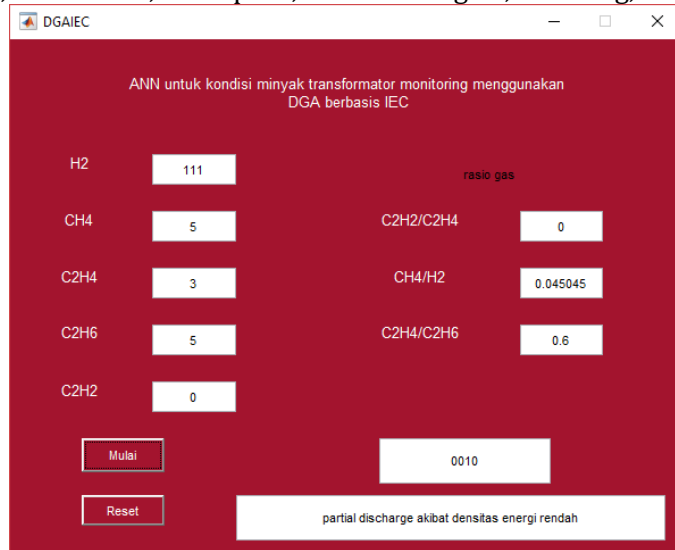 DGAIEC
ANN untuk kondisi minyak transformator monitoring menggunakan
DGA berbasis IEC
H2
111
rasio gas
CH4
5
C2H2/C2H4
0
C2H4
3
CH4/H2
0.045045
C2H6
5
C2H4/C2H6
0.6
C2H2
0
Mulai
0010
Reset
partial discharge akibat densitas energi rendah